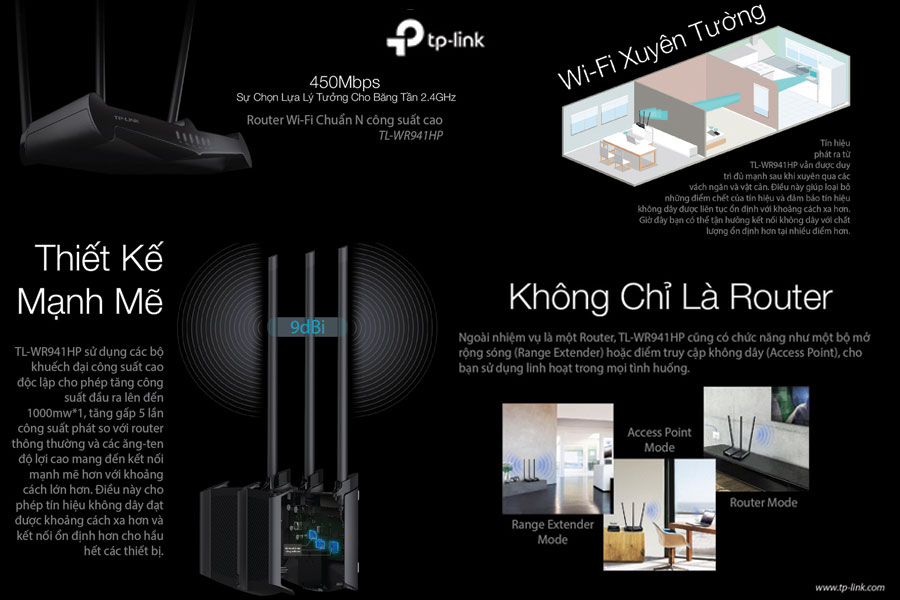 tp-link
450Mbps
Sự Chọn Lựa Lý Tưởng Cho Băng Tần 2.4GHz
Router Wi-Fi Chuẩn N công suất cao
TL-WR941HP
TP-LINK
Wi-Fi Xuyên Tường
Tín hiệu
phát ra từ
TL-WR941HP vẫn được duy
trì đủ mạnh sau khi xuyên qua các
vách ngăn và vật cản. Điều này giúp loại bỏ
những điểm chết của tín hiệu và đảm bảo tín hiệu
không dây được liên tục ổn định với khoảng cách xa hơn.
Giờ đây bạn có thể tận hưởng kết nối không dây với chất
lượng ổn định hơn tại nhiều điểm hơn.
Thiết Kế
Mạnh Mẽ
TL-WR941HP sử dụng các bộ
khuếch đại công suất cao
độc lập cho phép tăng công
suất đầu ra lên đến
1000mw*1, tăng gấp 5 lần
công suất phát so với router
thông thường và các ăng-ten
độ lợi cao mang đến kết nối
mạnh mẽ hơn với khoảng
cách lớn hơn. Điều này cho
phép tín hiệu không dây đạt
được khoảng cách xa hơn và
kết nối ổn định hơn cho hầu
hết các thiết bị.
9dBi
Không Chỉ Là Router
Ngoài nhiệm vụ là một Router, TL-WR941HP cũng có chức năng như một bộ mở
rộng sóng (Range Extender) hoặc điểm truy cập không dây (Access Point), cho
bạn sử dụng linh hoạt trong mọi tình huống.
Access Point
Mode
Router Mode
Range Extender
Mode
www.tp-link.com